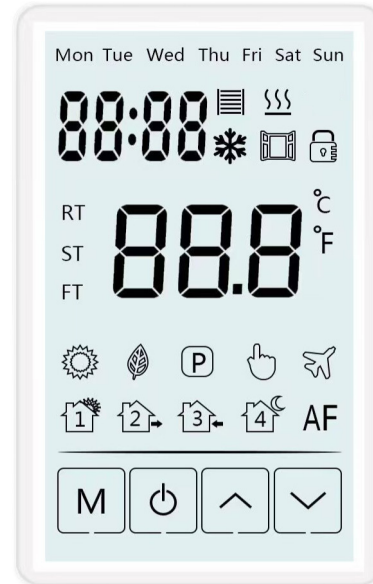 Mon Tue Wed Thu Fri Sat Sun
88:88
RT
ST
FT
88.8
°C
°F
P
1 2 3 4 AF
M